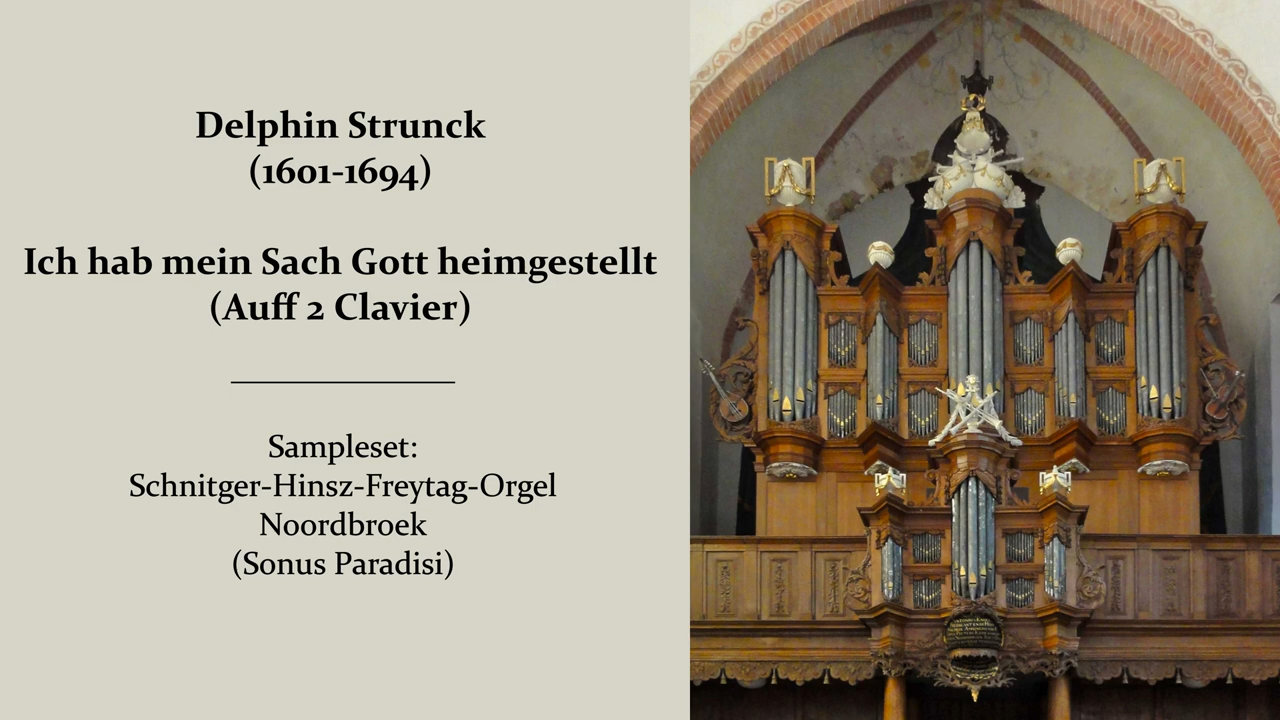 Delphin Strunck
(1601-1694)
Ich hab mein Sach Gott heimgestellt
(Auff 2 Clavier)
Sampleset:
Schnitger-Hinsz-Freytag-Orgel
Noordbroek
(Sonus Paradisi)